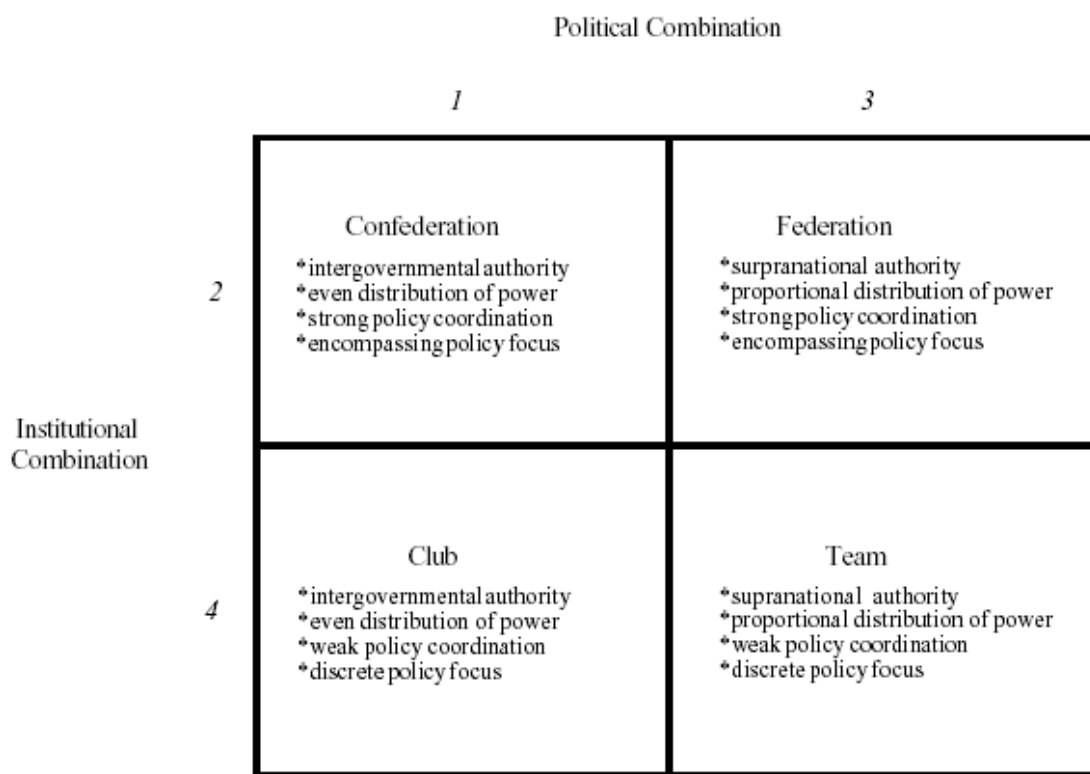 Political Combination
1 3
Confederation
*intergovernmental authority
*even distribution of power
*strong policy coordination
*encompassing policy focus
Federation
*surpranational authority
*proportional distribution of power
*strong policy coordination
*encompassing policy focus
2
Institutional
Combination
Club
*intergovernmental authority
*even distribution of power
*weak policy coordination
*discrete policy focus
Team
*supranational authority
*proportional distribution of power
*weak policy coordination
*discrete policy focus
4